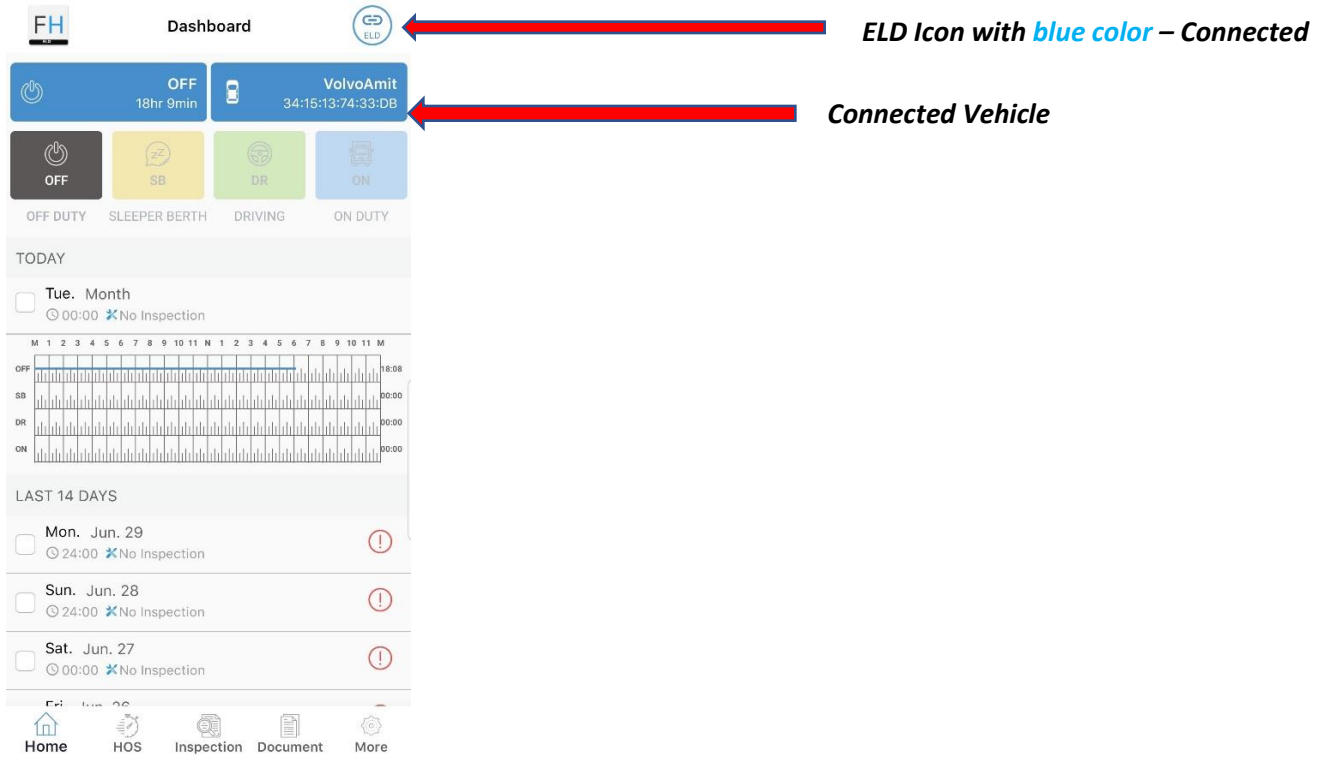 FH
ELD
Dashboard
ELD
ELD Icon with blue color – Connected
OFF
18hr 9min
VolvoAmit
34:15:13:74:33:DB
Connected Vehicle
OFF
zZ
SB
DR
ON
OFF DUTY
SLEEPER BERTH
DRIVING
ON DUTY
TODAY
Tue. Month
00:00 No Inspection
M 1 2 3 4 5 6 7 8 9 10 11 N 1 2 3 4 5 6 7 8 9 10 11 M
OFF 18:08
SB 00:00
DR 00:00
ON 00:00
LAST 14 DAYS
Mon. Jun. 29
24:00 No Inspection
Sun. Jun. 28
24:00 No Inspection
Sat. Jun. 27
00:00 No Inspection
Home
HOS
Inspection
Document
More